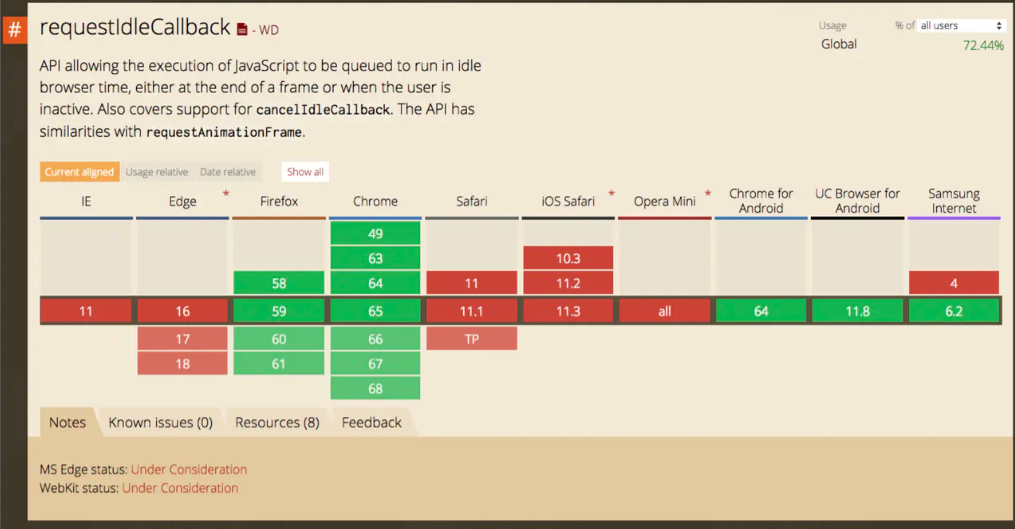 #
requestIdleCallback - WD
Usage % of all users
Global 72.44%
API allowing the execution of JavaScript to be queued to run in idle
browser time, either at the end of a frame or when the user is
inactive. Also covers support for cancelIdleCallback. The API has
similarities with requestAnimationFrame.
Current aligned Usage relative Date relative Show all
IE Edge * Firefox Chrome Safari iOS Safari * Opera Mini * Chrome for Android UC Browser for Android Samsung Internet
49
63 10.3
58 64 11 11.2 4
11 16 59 65 11.1 11.3 all 64 11.8 6.2
17 60 66 TP
18 61 67
68
Notes Known issues (0) Resources (8) Feedback
MS Edge status: Under Consideration
WebKit status: Under Consideration